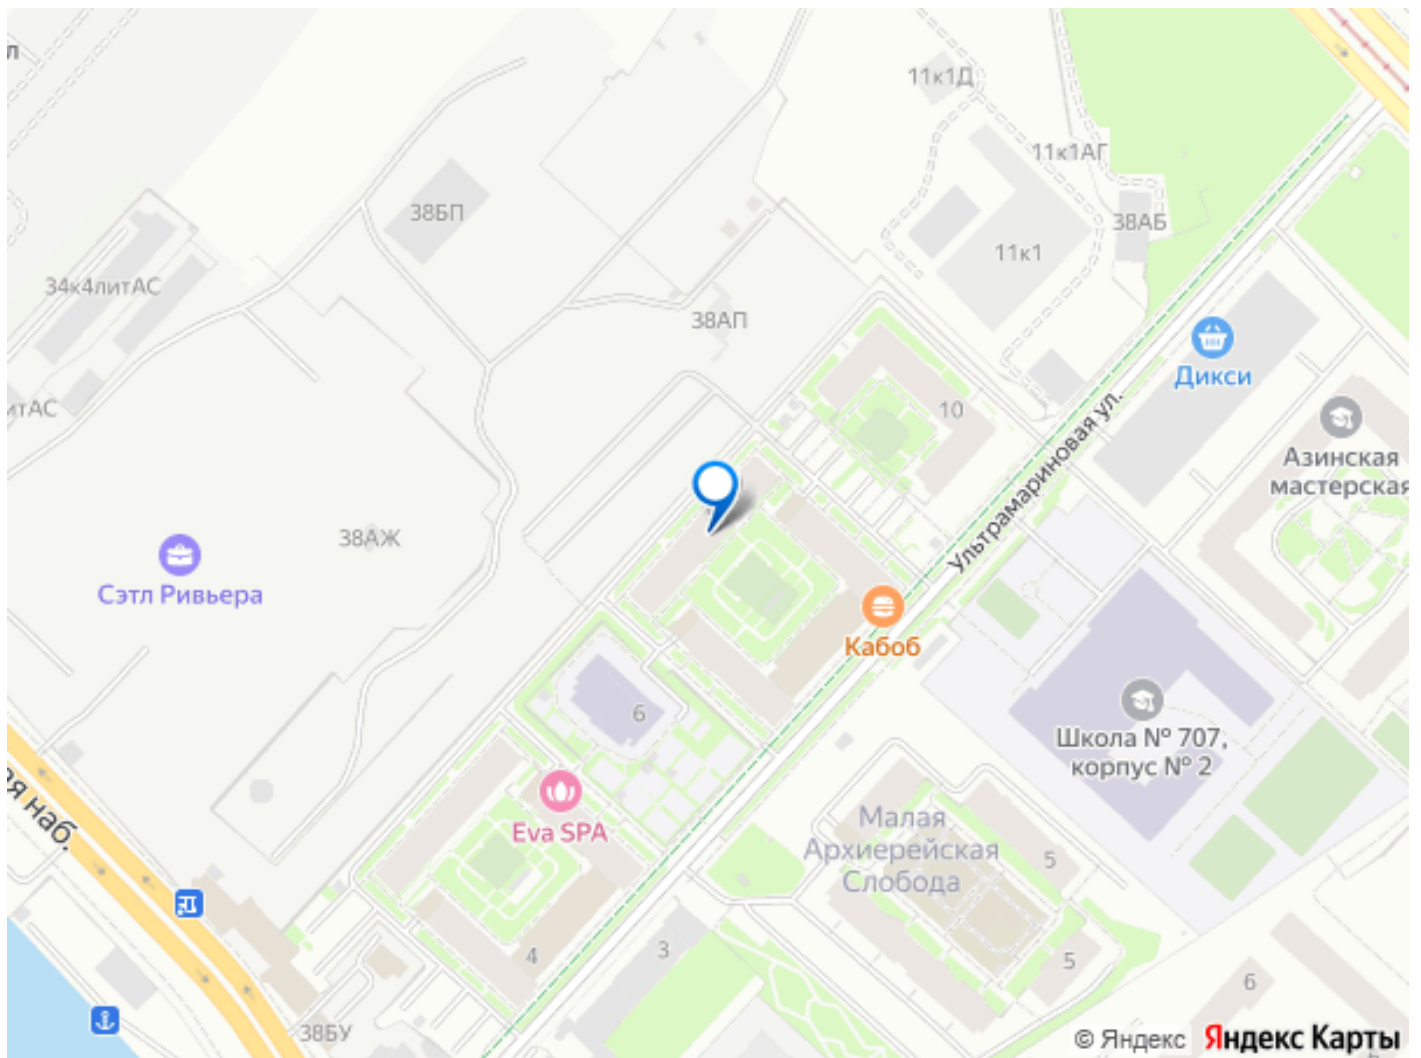 л
11к1Д
11к1АГ
38БП
38АБ
11к1
34к4литАС
38АП
Дикси
итАС
10
Ультрамариновая ул.
Азинская
мастерская
38АЖ
Сэтл Ривьера
Кабоб
6
Школа № 707,
корпус № 2
ая наб.
Eva SPA
Малая
Архиерейская
Слобода
5
3
4
5
6
38БУ
© Яндекс Яндекс Карты